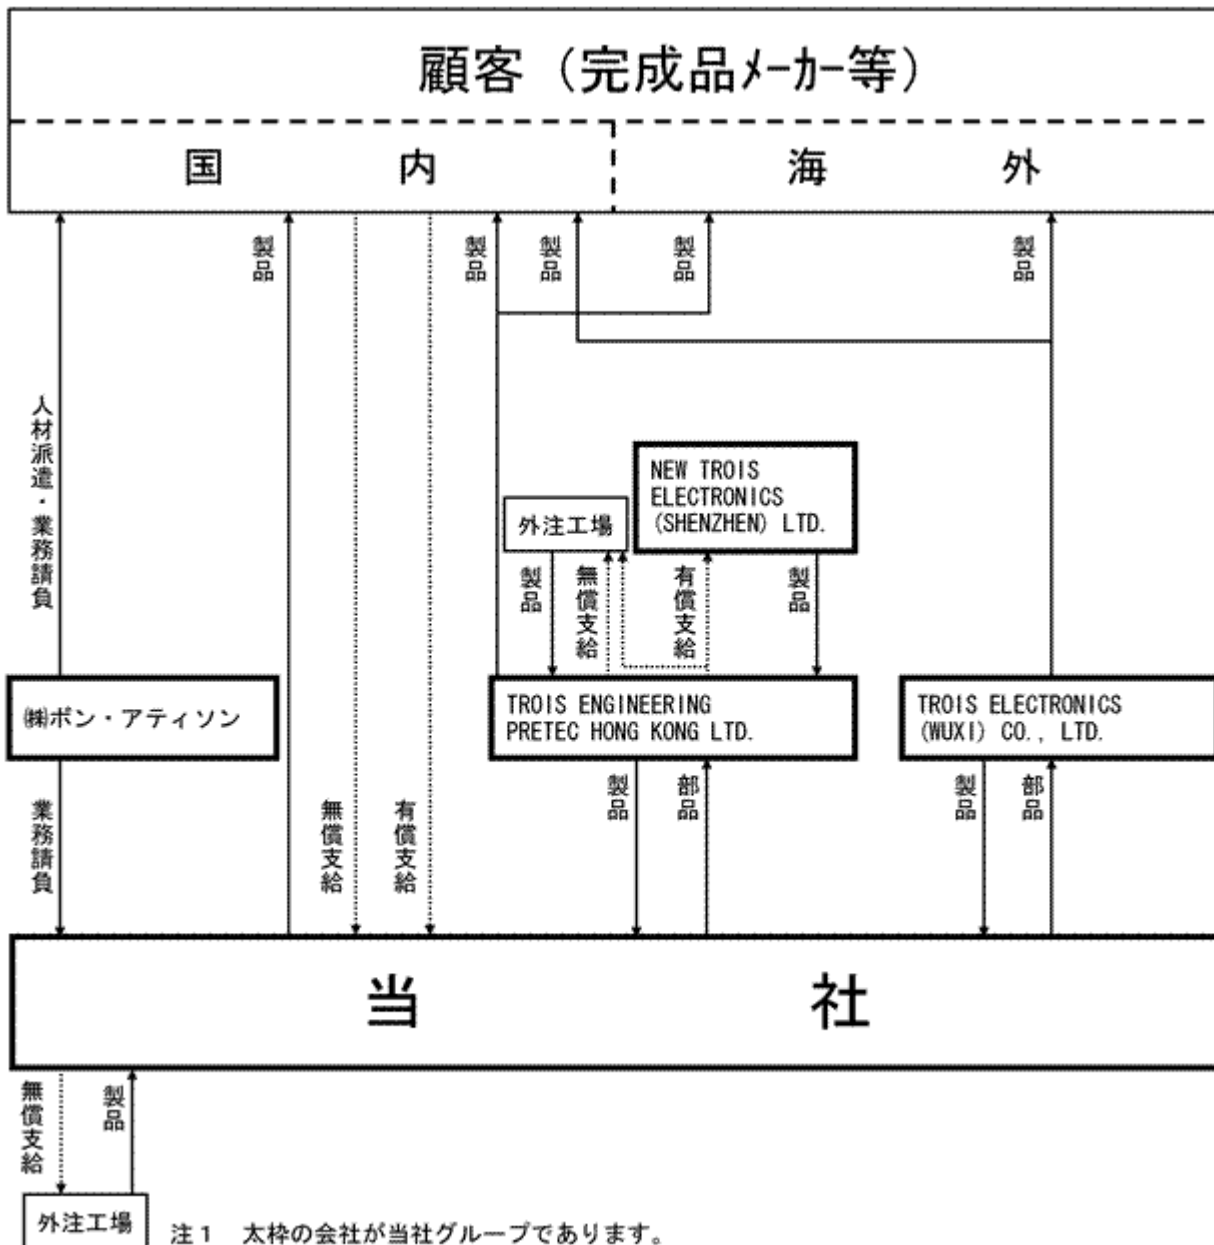 顧客（完成品ﾒｰｶｰ等）
国内
海外
製品
製品
製品
製品
製品
人材派遣・業務請負
NEW TROIS
ELECTRONICS
(SHENZHEN) LTD.
外注工場
製品
無償支給
有償支給
製品
㈱ボン・アティソン
TROIS ENGINEERING
PRETEC HONG KONG LTD.
TROIS ELECTRONICS
(WUXI) CO., LTD.
業務請負
無償支給
有償支給
製品
部品
製品
部品
当社
無償支給
製品
外注工場
注１　太枠の会社が当社グループであります。